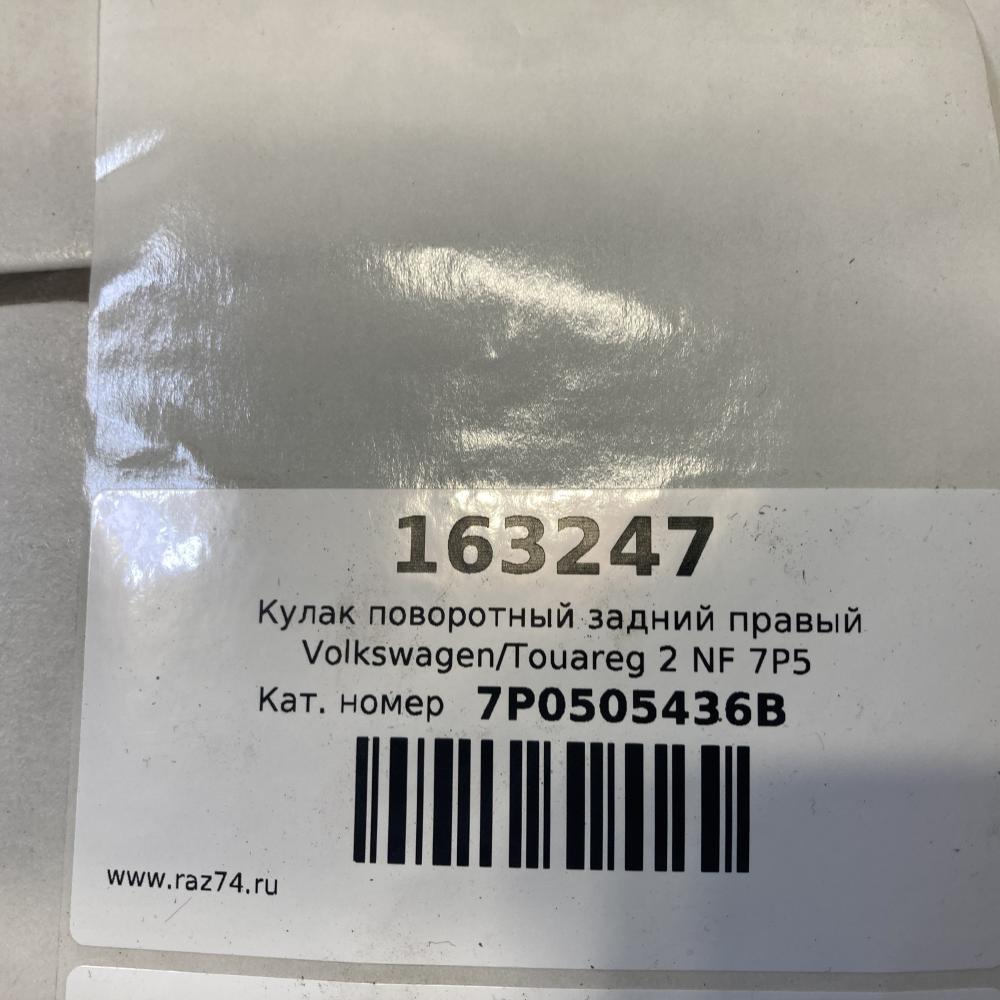 163247
Кулак поворотный задний правый
Volkswagen/Touareg 2 NF 7P5
Кат. номер 7P0505436B
www.raz74.ru